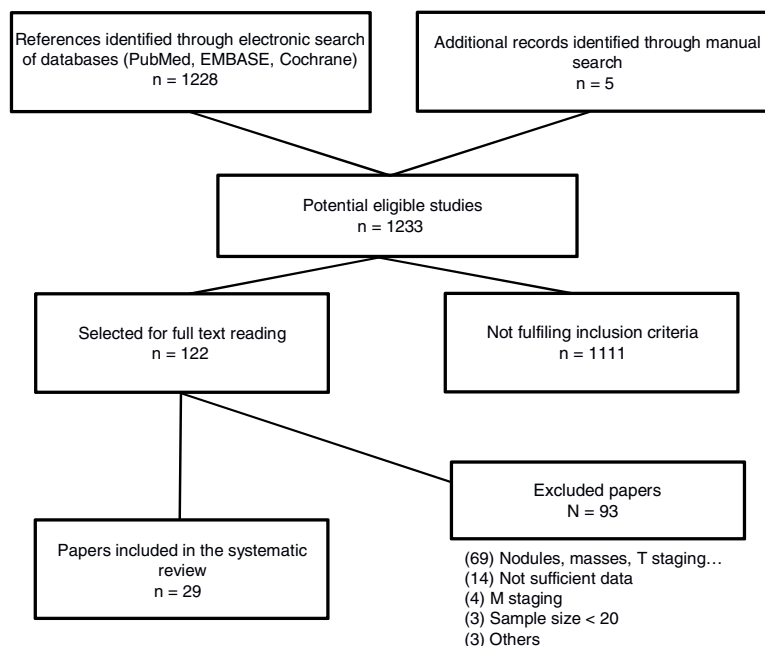 References identified through electronic search
of databases (PubMed, EMBASE, Cochrane)
n = 1228
Additional records identified through manual
search
n = 5
Potential eligible studies
n = 1233
Selected for full text reading
n = 122
Not fulfiling inclusion criteria
n = 1111
Excluded papers
N = 93
(69) Nodules, masses, T staging…
(14) Not sufficient data
(4) M staging
(3) Sample size < 20
(3) Others
Papers included in the systematic
review
n = 29